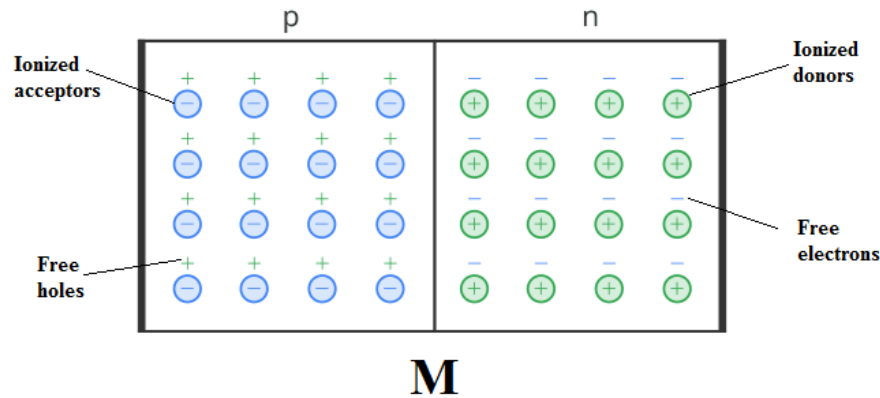 p n
Ionized
acceptors
Ionized
donors
Free
holes
Free
electrons
M